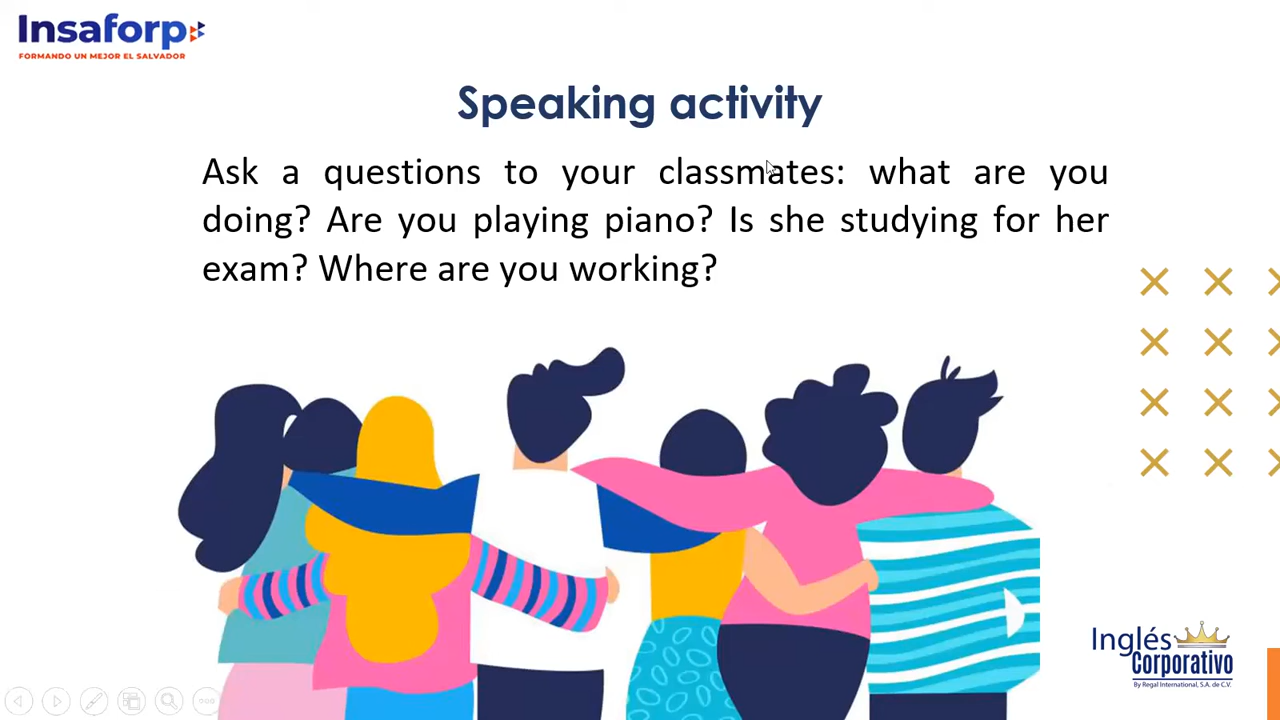 Insaforp
FORMANDO UN MEJOR EL SALVADOR
Speaking activity
Ask a questions to your classmates: what are you
doing? Are you playing piano? Is she studying for her
exam? Where are you working?
Inglés
Corporativo
By Regal International, S.A. de C.V.